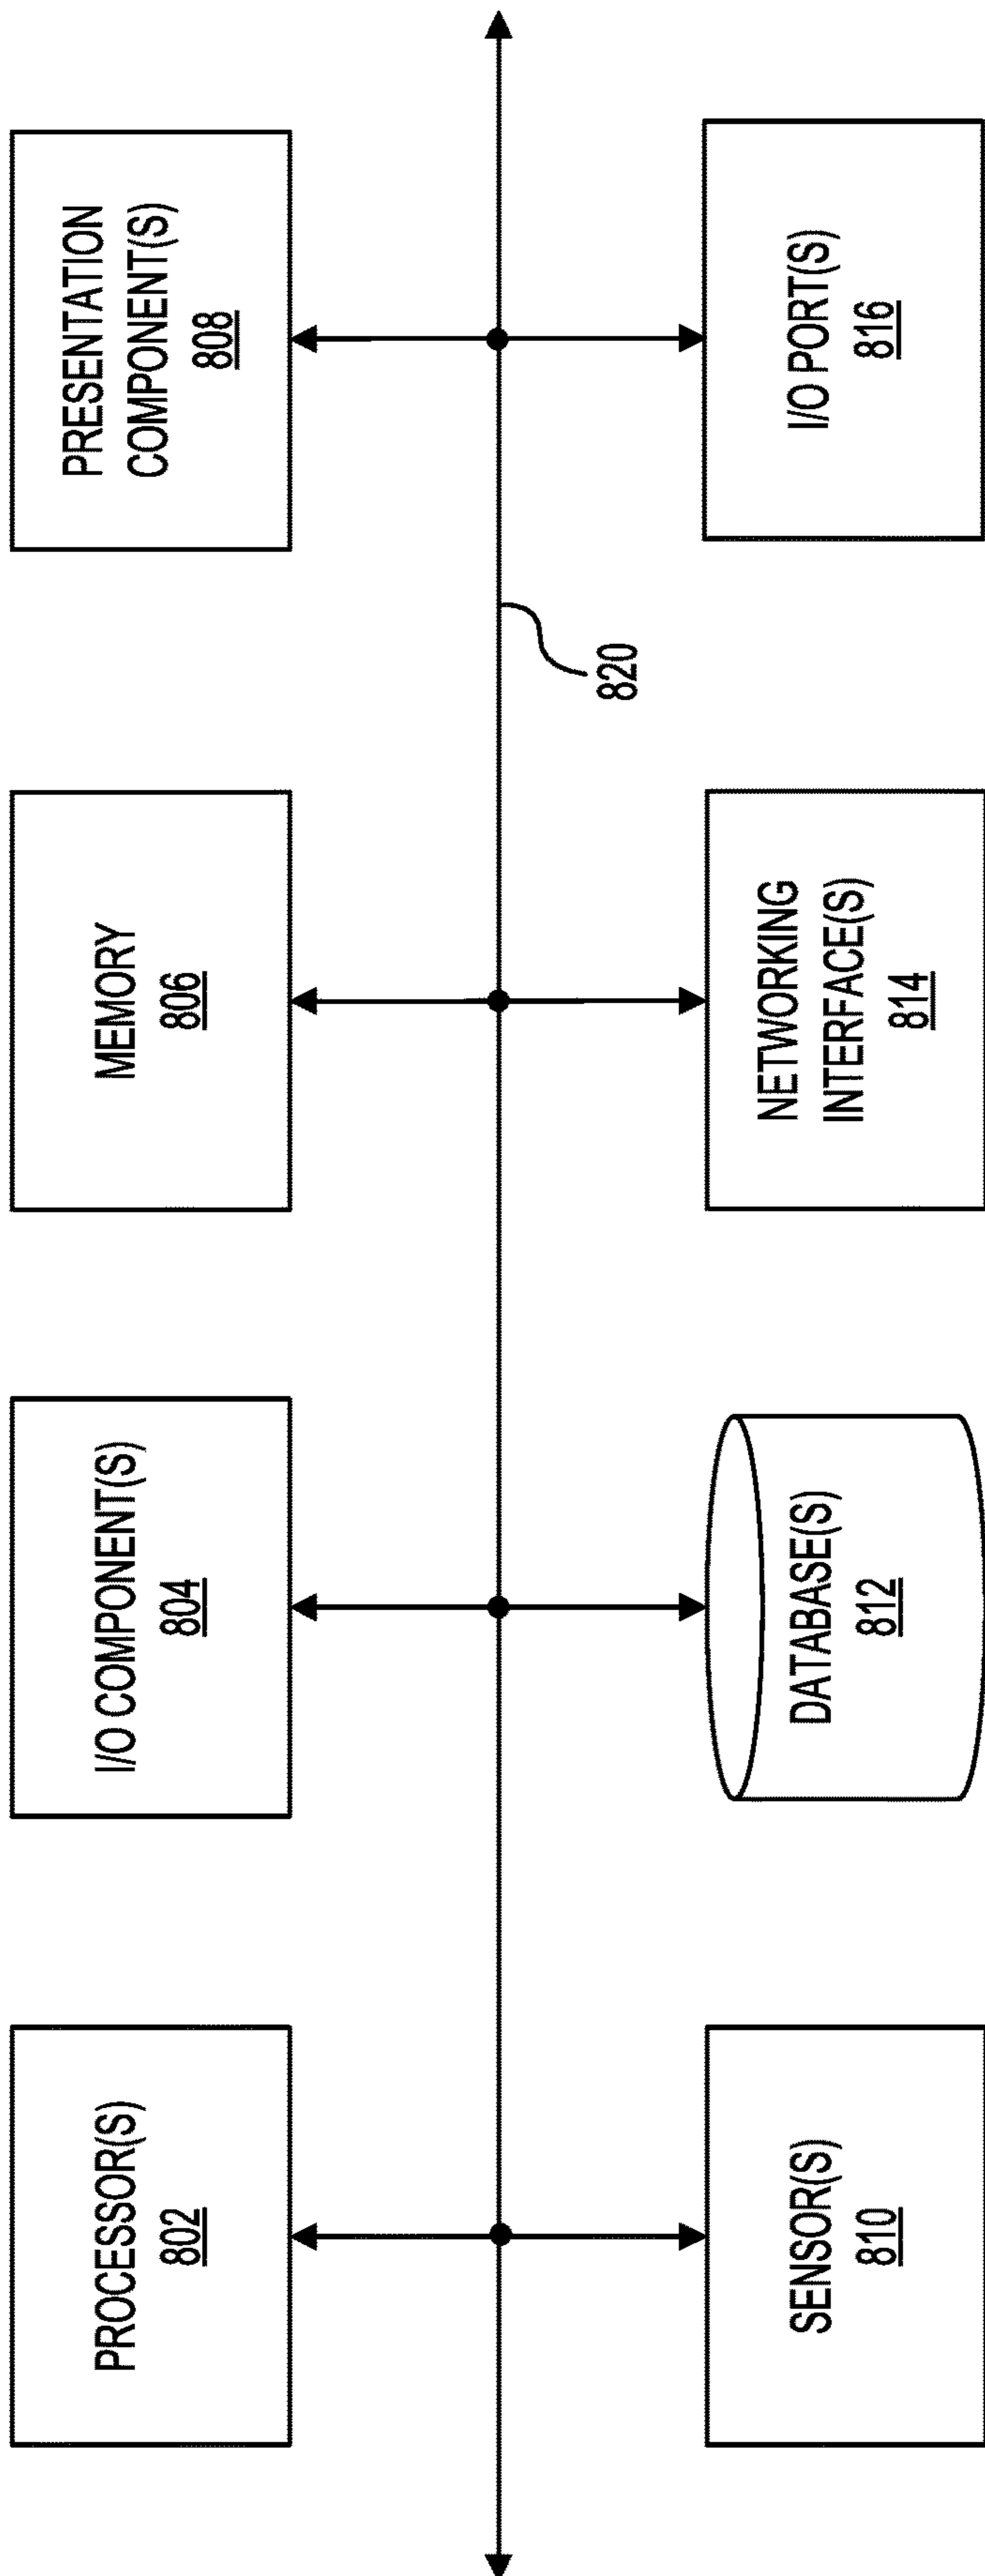 PROCESSOR(S)
802
I/O COMPONENT(S)
804
MEMORY
806
PRESENTATION
COMPONENT(S)
808
820
SENSOR(S)
810
DATABASE(S)
812
NETWORKING
INTERFACE(S)
814
I/O PORT(S)
816